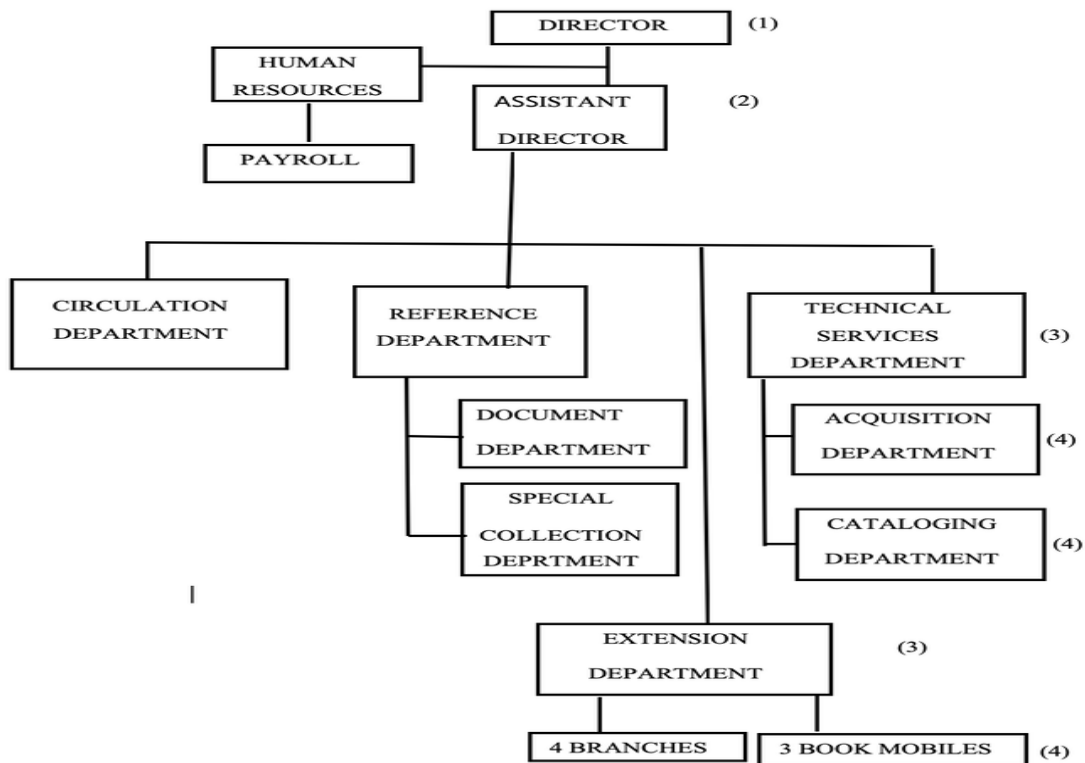 DIRECTOR (1)
HUMAN
RESOURCES
ASSISTANT (2)
DIRECTOR
PAYROLL
CIRCULATION
DEPARTMENT
REFERENCE
DEPARTMENT
TECHNICAL
SERVICES (3)
DEPARTMENT
DOCUMENT
DEPARTMENT
ACQUISITION
DEPARTMENT (4)
SPECIAL
COLLECTION
DEPRTMENT
CATALOGING
DEPARTMENT (4)
EXTENSION (3)
DEPARTMENT
4 BRANCHES
3 BOOK MOBILES (4)